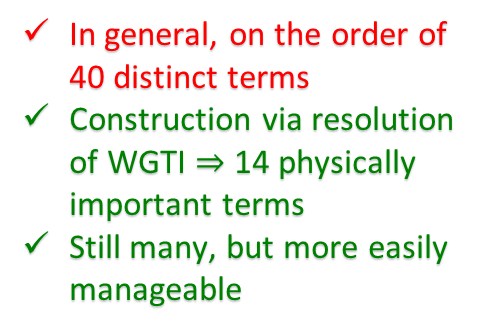 ✓ In general, on the order of
40 distinct terms
✓ Construction via resolution
of WGTI ⇒ 14 physically
important terms
✓ Still many, but more easily
manageable